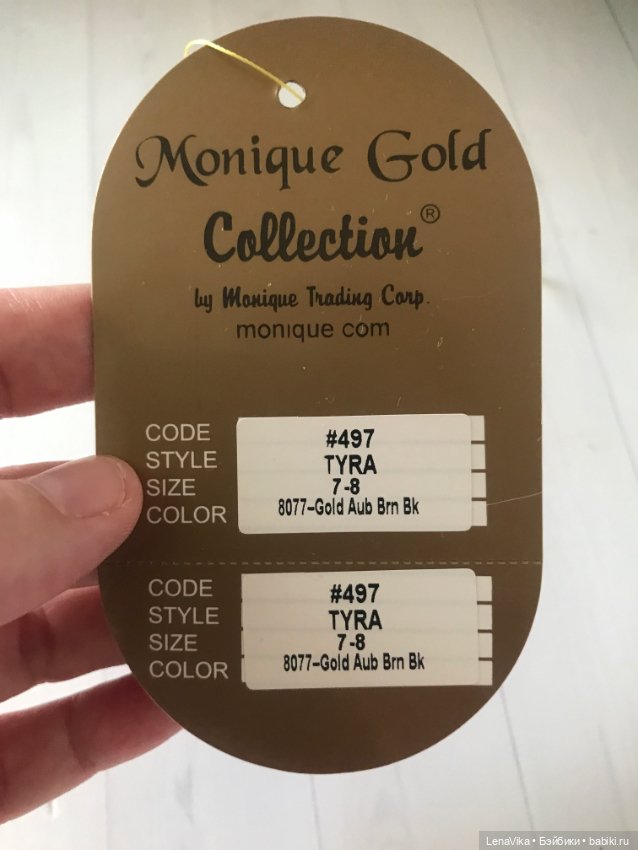 Monique Gold
Collection®
by Monique Trading Corp.
monique com
CODE #497
STYLE TYRA
SIZE 7-8
COLOR 8077-Gold Aub Brn Bk
CODE #497
STYLE TYRA
SIZE 7-8
COLOR 8077-Gold Aub Brn Bk
LenaVika • Бэйбики • babiki.ru